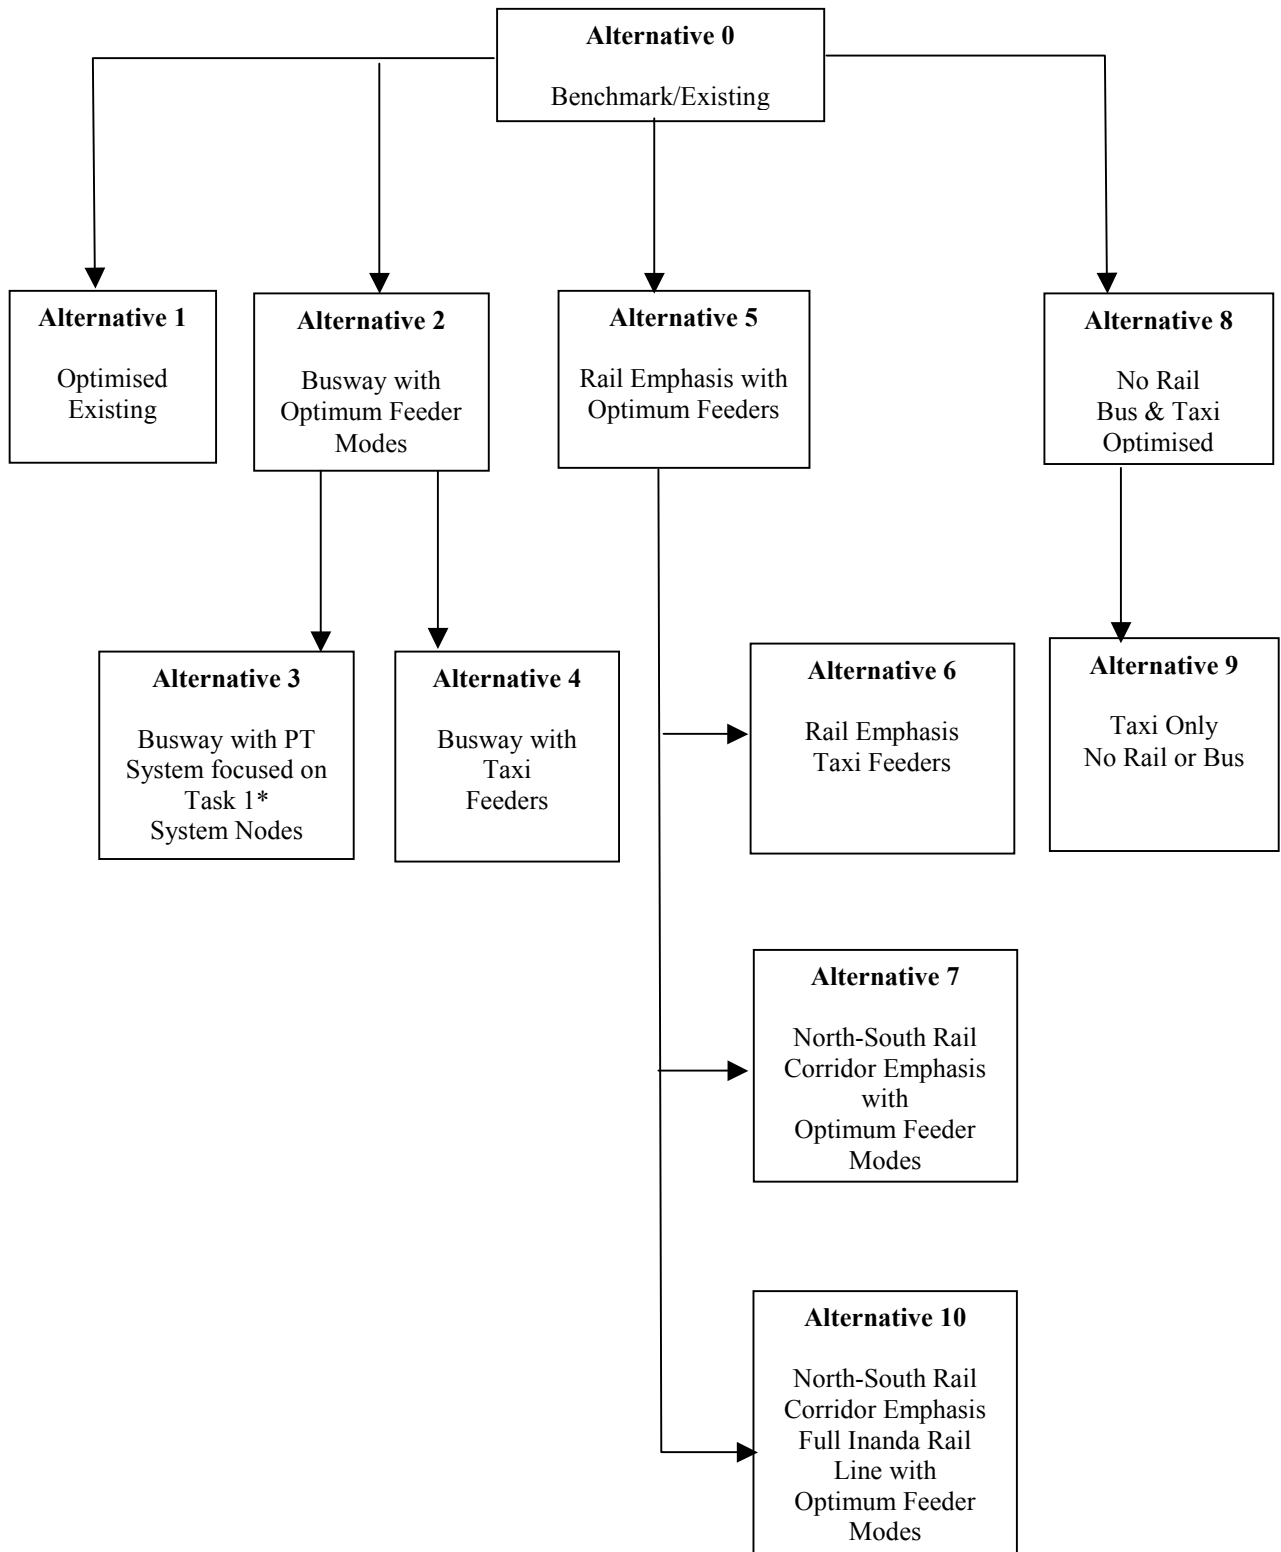 Alternative 0
Benchmark/Existing
Alternative 1
Optimised
Existing
Alternative 2
Busway with
Optimum Feeder
Modes
Alternative 5
Rail Emphasis with
Optimum Feeders
Alternative 8
No Rail
Bus & Taxi
Optimised
Alternative 3
Busway with PT
System focused on
Task 1*
System Nodes
Alternative 4
Busway with
Taxi
Feeders
Alternative 6
Rail Emphasis
Taxi Feeders
Alternative 9
Taxi Only
No Rail or Bus
Alternative 7
North-South Rail
Corridor Emphasis
with
Optimum Feeder
Modes
Alternative 10
North-South Rail
Corridor Emphasis
Full Inanda Rail
Line with
Optimum Feeder
Modes